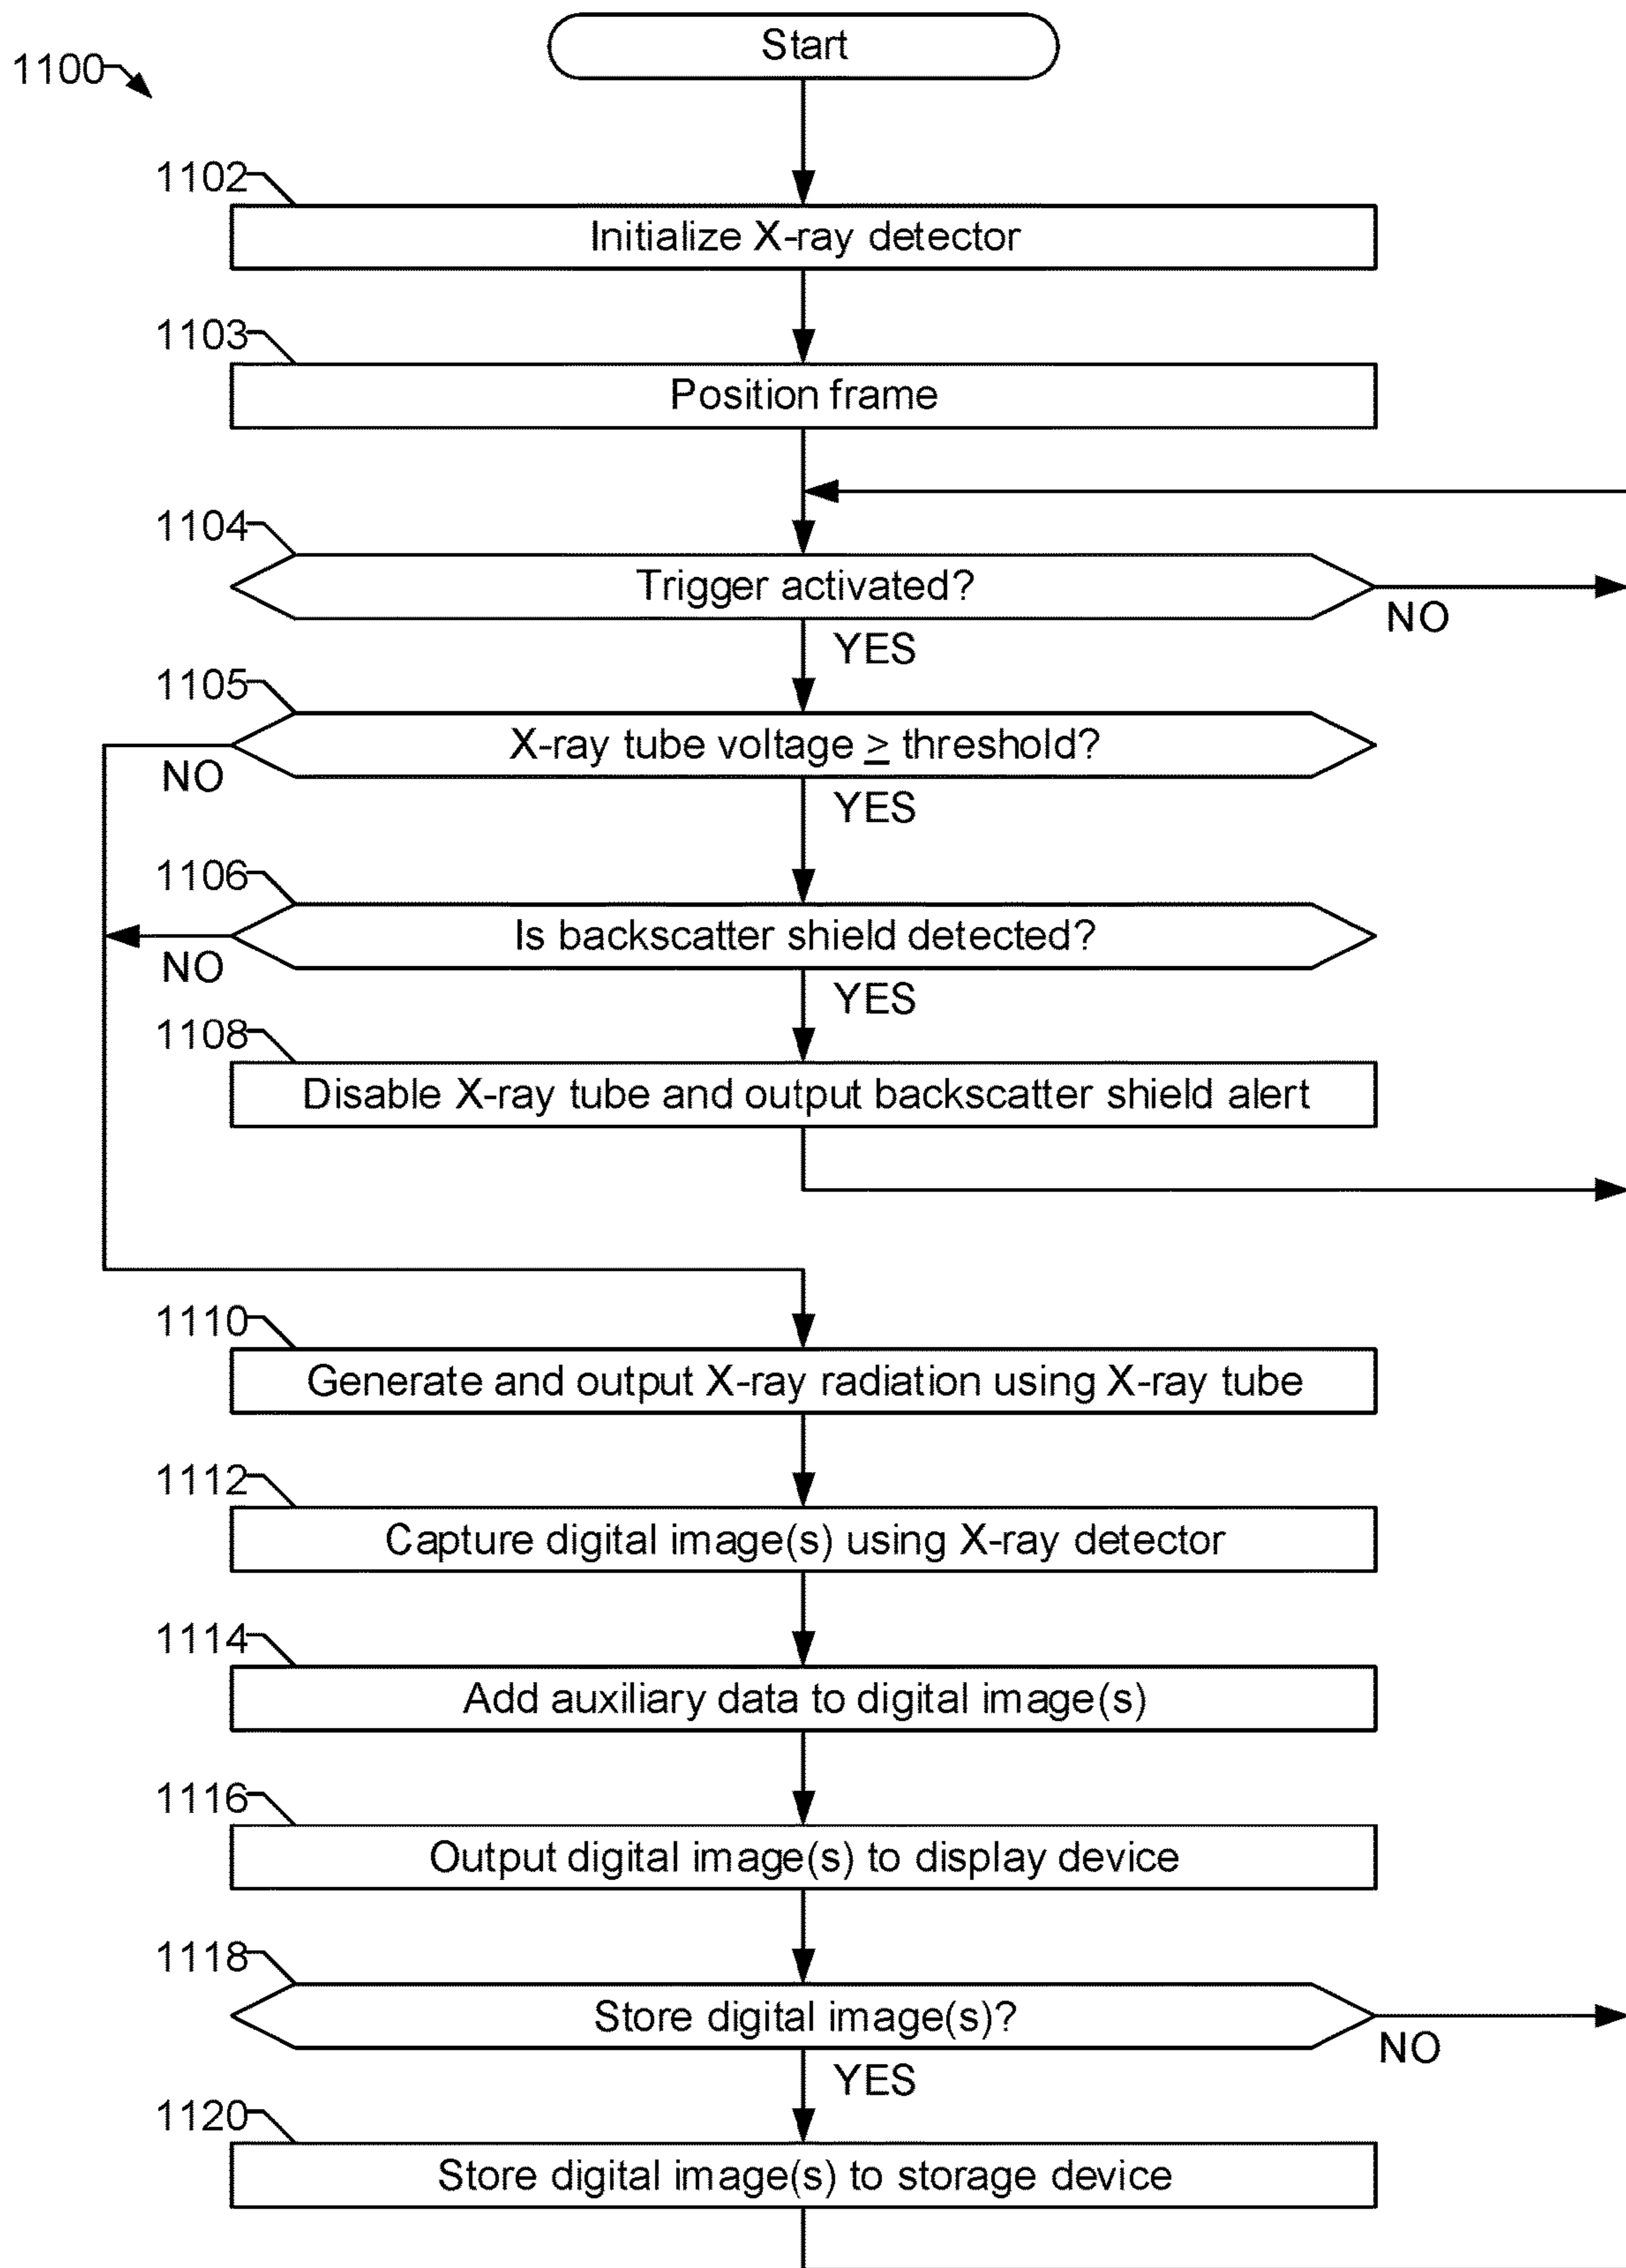 Start
1100
1102
Initialize X-ray detector
1103
Position frame
1104
Trigger activated?
NO
YES
1105
X-ray tube voltage ≥ threshold?
NO
YES
1106
Is backscatter shield detected?
NO
YES
1108
Disable X-ray tube and output backscatter shield alert
1110
Generate and output X-ray radiation using X-ray tube
1112
Capture digital image(s) using X-ray detector
1114
Add auxiliary data to digital image(s)
1116
Output digital image(s) to display device
1118
Store digital image(s)?
NO
YES
1120
Store digital image(s) to storage device